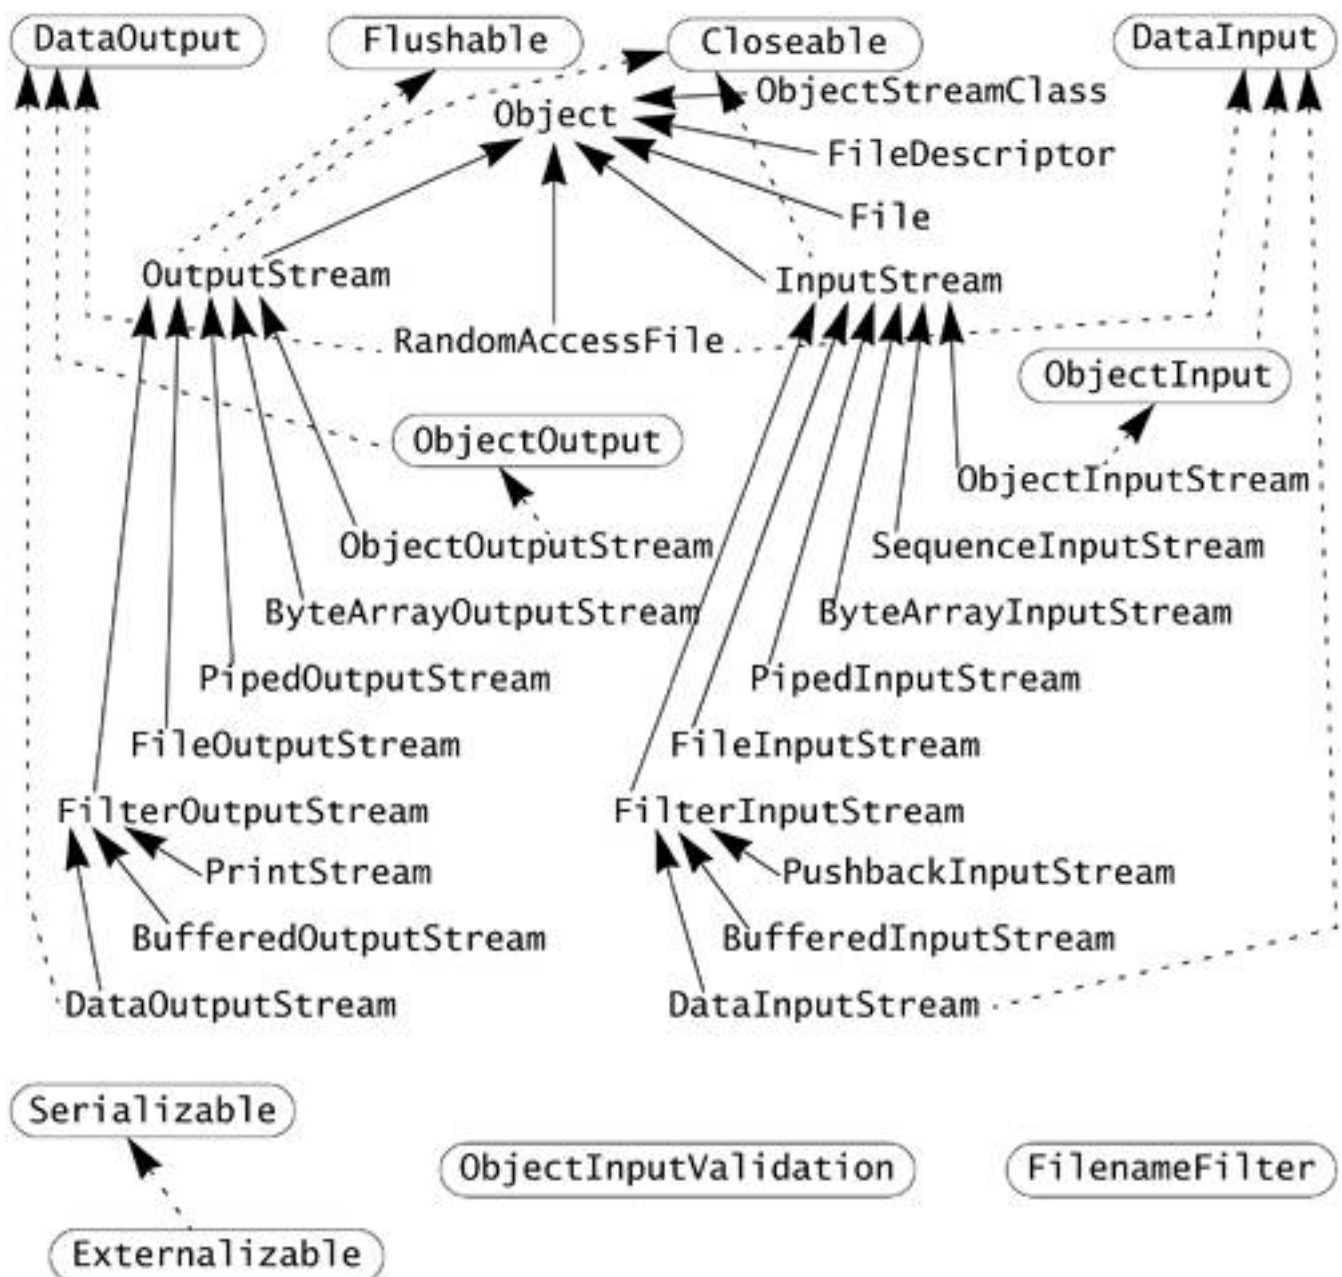 DataOutput
Flushable
Closeable
DataInput
ObjectStreamClass
Object
FileDescriptor
File
OutputStream
InputStream
RandomAccessFile
ObjectInput
ObjectOutput
ObjectInputStream
ObjectOutputStream
SequenceInputStream
ByteArrayOutputStream
ByteArrayInputStream
PipedOutputStream
PipedInputStream
FileOutputStream
FileInputStream
FilterOutputStream
FilterInputStream
PrintStream
PushbackInputStream
BufferedOutputStream
BufferedInputStream
DataOutputStream
DataInputStream
Serializable
ObjectInputValidation
FilenameFilter
Externalizable